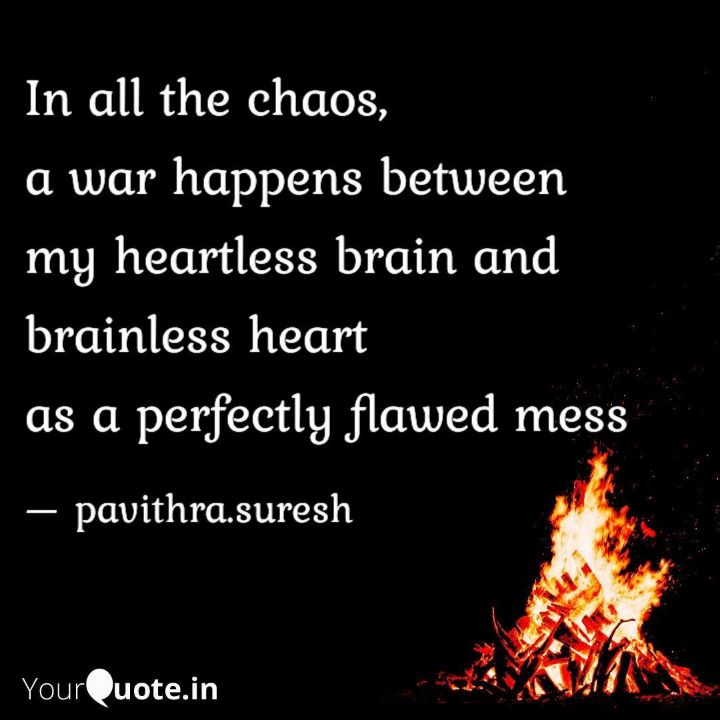 In all the chaos,
a war happens between
my heartless brain and
brainless heart
as a perfectly flawed mess
— pavithra.suresh
YourQuote.in